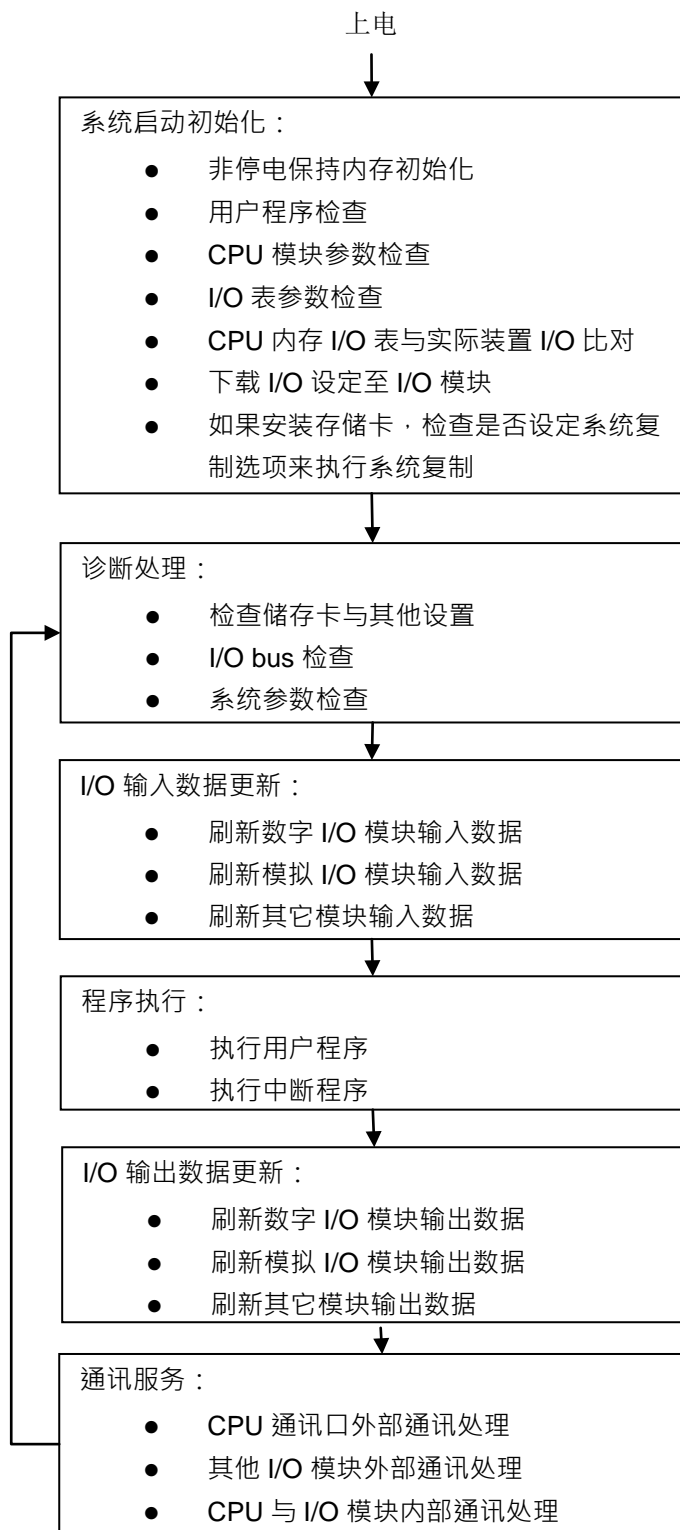 上电
系统启动初始化：
● 非停电保持内存初始化
● 用户程序检查
● CPU 模块参数检查
● I/O 表参数检查
● CPU 内存 I/O 表与实际装置 I/O 比对
● 下载 I/O 设定至 I/O 模块
● 如果安装存储卡，检查是否设定系统复
制选项来执行系统复制
诊断处理：
● 检查储存卡与其他设置
● I/O bus 检查
● 系统参数检查
I/O 输入数据更新：
● 刷新数字 I/O 模块输入数据
● 刷新模拟 I/O 模块输入数据
● 刷新其它模块输入数据
程序执行：
● 执行用户程序
● 执行中断程序
I/O 输出数据更新：
● 刷新数字 I/O 模块输出数据
● 刷新模拟 I/O 模块输出数据
● 刷新其它模块输出数据
通讯服务：
● CPU 通讯口外部通讯处理
● 其他 I/O 模块外部通讯处理
● CPU 与 I/O 模块内部通讯处理